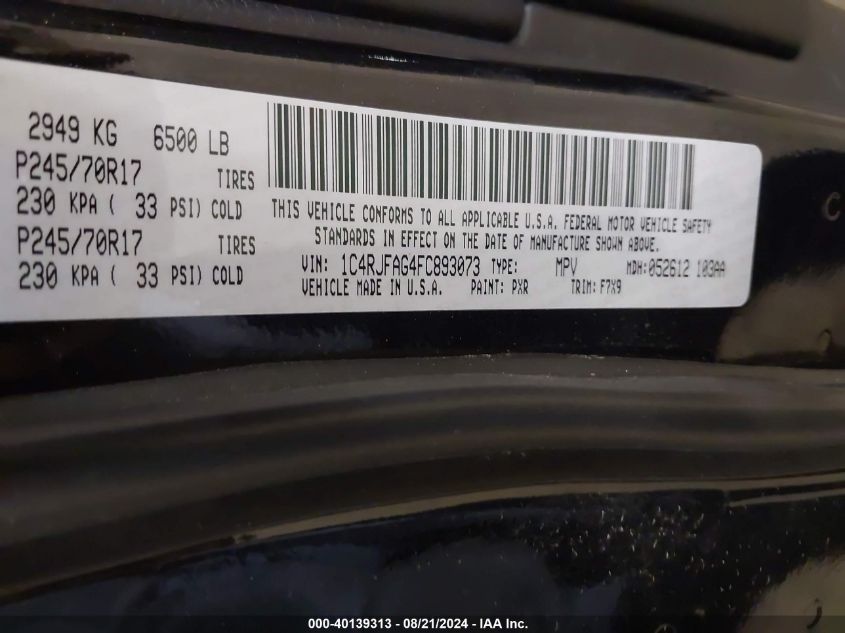 2949 KG 6500 LB
P245/70R17 TIRES
230 KPA ( 33 PSI) COLD
P245/70R17 TIRES
230 KPA ( 33 PSI) COLD
THIS VEHICLE CONFORMS TO ALL APPLICABLE U.S.A. FEDERAL MOTOR VEHICLE SAFETY
STANDARDS IN EFFECT ON THE DATE OF MANUFACTURE SHOWN ABOVE.
VIN: 1C4RJFAG4FC893073 TYPE: MPV MDH:052612 103AA
VEHICLE MADE IN U.S.A. PAINT: PXR TRIM: F7X9
000-40139313 - 08/21/2024 - IAA Inc.